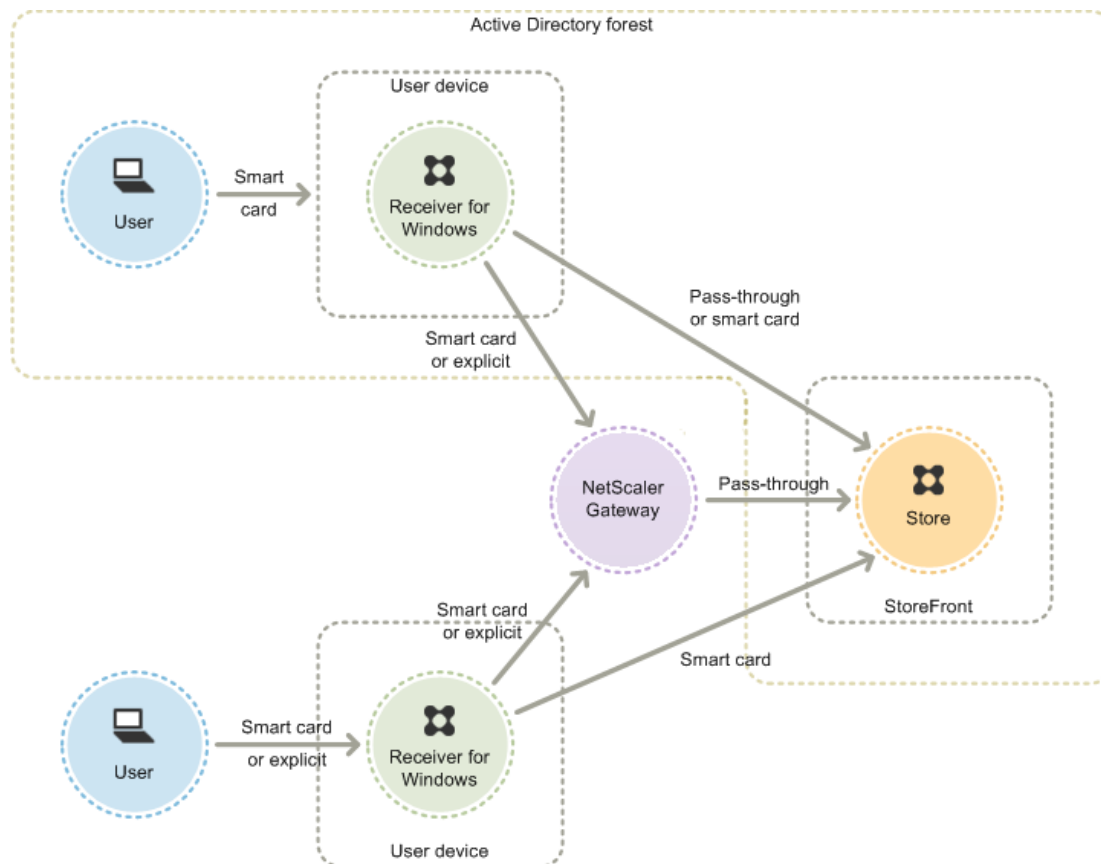 Active Directory forest
User device
User
Smart
card
Receiver for
Windows
Pass-through
or smart card
Smart card
or explicit
NetScaler
Gateway
Pass-through
Store
StoreFront
Smart card
or explicit
Smart card
User
Smart card
or explicit
Receiver for
Windows
User device